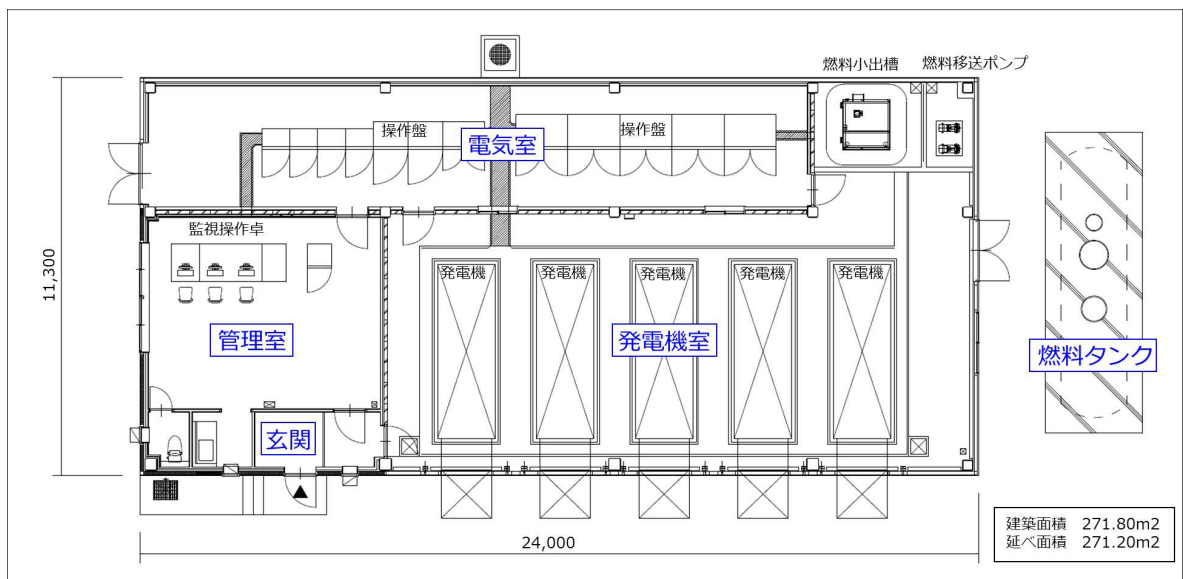 燃料小出槽
燃料移送ポンプ
操作盤
操作盤
電気室
監視操作卓
11,300
発電機
発電機
発電機
発電機
発電機
管理室
発電機室
燃料タンク
玄関
24,000
建築面積 271.80m2
延べ面積 271.20m2